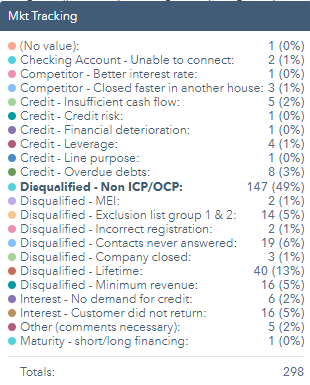 Mkt Tracking
(No value): 1 (0%)
Checking Account - Unable to connect: 2 (1%)
Competitor - Better interest rate: 1 (0%)
Competitor - Closed faster in another house: 3 (1%)
Credit - Insufficient cash flow: 5 (2%)
Credit - Credit risk: 1 (0%)
Credit - Financial deterioration: 1 (0%)
Credit - Leverage: 4 (1%)
Credit - Line purpose: 1 (0%)
Credit - Overdue debts: 8 (3%)
Disqualified - Non ICP/OCP: 147 (49%)
Disqualified - MEI: 2 (1%)
Disqualified - Exclusion list group 1 & 2: 14 (5%)
Disqualified - Incorrect registration: 2 (1%)
Disqualified - Contacts never answered: 19 (6%)
Disqualified - Company closed: 3 (1%)
Disqualified - Lifetime: 40 (13%)
Disqualified - Minimum revenue: 16 (5%)
Interest - No demand for credit: 6 (2%)
Interest - Customer did not return: 16 (5%)
Other (comments necessary): 5 (2%)
Maturity - short/long financing: 1 (0%)
Totals: 298